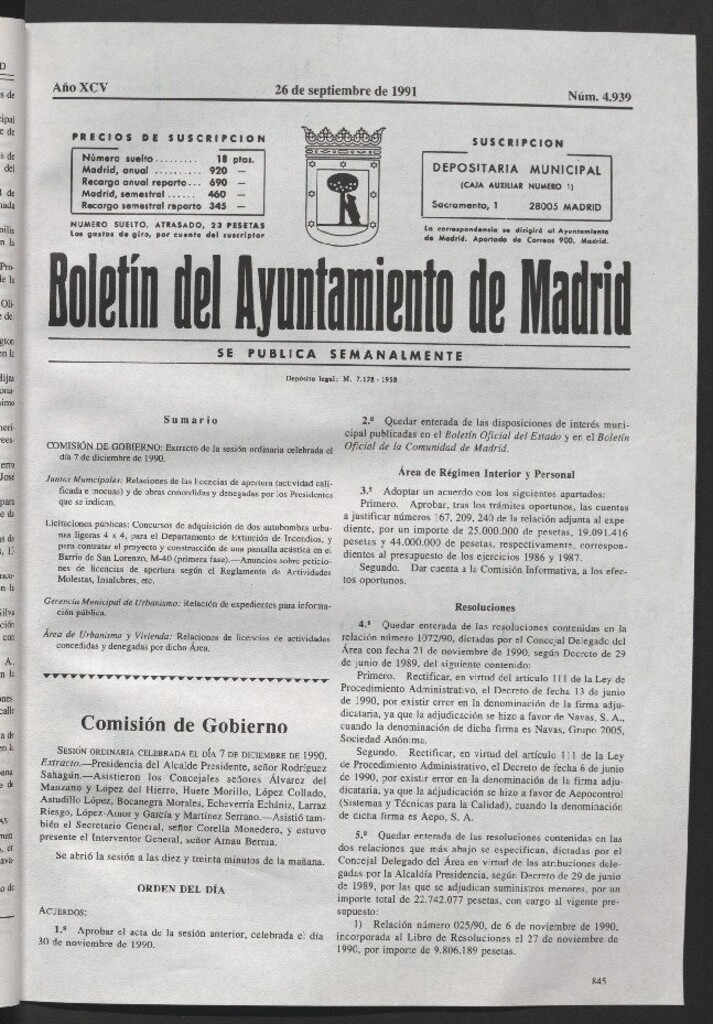 Año XCV
26 de septiembre de 1991
Núm. 4.939
PRECIOS DE SUSCRIPCION
Número suelto......... 18 ptas.
Madrid, anual ............ 920 —
Recargo anual reparto... 690 —
Madrid, semestral ...... 460 —
Recargo semestral reparto 345 —
NUMERO SUELTO, ATRASADO, 23 PESETAS
Los gastos de giro, por cuenta del suscriptor
SUSCRIPCION
DEPOSITARIA MUNICIPAL
(CAJA AUXILIAR NUMERO 1)
Sacramento, 1 28005 MADRID
La correspondencia se dirigirá al Ayuntamiento
de Madrid. Apartado de Correos 900. Madrid.
Boletín del Ayuntamiento de Madrid
SE PUBLICA SEMANALMENTE
Depósito legal: M. 7.178 - 1958
Sumario
COMISIÓN DE GOBIERNO: Extracto de la sesión ordinaria celebrada el
día 7 de diciembre de 1990.
Juntas Municipales: Relaciones de las licencias de apertura (actividad cali-
ficada e inocuas) y de obras concedidas y denegadas por los Presidentes
que se indican.
Licitaciones públicas: Concursos de adquisición de dos autobombas urba-
nas ligeras 4 x 4, para el Departamento de Extinción de Incendios, y
para contratar el proyecto y construcción de una pantalla acústica en el
Barrio de San Lorenzo, M-40 (primera fase).—Anuncios sobre peticio-
nes de licencias de apertura según el Reglamento de Actividades
Molestas, Insalubres, etc.
Gerencia Municipal de Urbanismo: Relación de expedientes para informa-
ción pública.
Área de Urbanismo y Vivienda: Relaciones de licencias de actividades
concedidas y denegadas por dicho Área.
Comisión de Gobierno
SESIÓN ORDINARIA CELEBRADA EL DÍA 7 DE DICIEMBRE DE 1990.
Extracto.—Presidencia del Alcalde Presidente, señor Rodríguez
Sahagún.—Asistieron los Concejales señores Álvarez del
Manzano y López del Hierro, Huete Morillo, López Collado,
Astudillo López, Bocanegra Morales, Echeverría Echániz, Larraz
Riesgo, López-Amor y García y Martínez Serrano.—Asistió tam-
bién el Secretario General, señor Corella Monedero, y estuvo
presente el Interventor General, señor Arnau Bernia.
Se abrió la sesión a las diez y treinta minutos de la mañana.
ORDEN DEL DÍA
ACUERDOS:
1.º Aprobar el acta de la sesión anterior, celebrada el día
30 de noviembre de 1990.
2.º Quedar enterada de las disposiciones de interés muni-
cipal publicadas en el Boletín Oficial del Estado y en el Boletín
Oficial de la Comunidad de Madrid.
Área de Régimen Interior y Personal
3.º Adoptar un acuerdo con los siguientes apartados:
Primero. Aprobar, tras los trámites oportunos, las cuentas
a justificar números 167, 209, 240 de la relación adjunta al expe-
diente, por un importe de 25.000.000 de pesetas, 19.091.416
pesetas y 44.000.000 de pesetas, respectivamente, correspon-
dientes al presupuesto de los ejercicios 1986 y 1987.
Segundo. Dar cuenta a la Comisión Informativa, a los efec-
tos oportunos.
Resoluciones
4.º Quedar enterada de las resoluciones contenidas en la
relación número 1072/90, dictadas por el Concejal Delegado del
Área con fecha 21 de noviembre de 1990, según Decreto de 29
de junio de 1989, del siguiente contenido:
Primero. Rectificar, en virtud del artículo 111 de la Ley de
Procedimiento Administrativo, el Decreto de fecha 13 de junio
de 1990, por existir error en la denominación de la firma adju-
dicataria, ya que la adjudicación se hizo a favor de Navas, S. A.,
cuando la denominación de dicha firma es Navas, Grupo 2005,
Sociedad Anónima.
Segundo. Rectificar, en virtud del artículo 111 de la Ley
de Procedimiento Administrativo, el Decreto de fecha 6 de junio
de 1990, por existir error en la denominación de la firma adju-
dicataria, ya que la adjudicación se hizo a favor de Aepocontrol
(Sistemas y Técnicas para la Calidad), cuando la denominación
de dicha firma es Aepo, S. A.
5.º Quedar enterada de las resoluciones contenidas en las
dos relaciones que más abajo se especifican, dictadas por el
Concejal Delegado del Área en virtud de las atribuciones dele-
gadas por la Alcaldía Presidencia, según Decreto de 29 de junio
de 1989, por las que se adjudican suministros menores, por un
importe total de 22.742.077 pesetas, con cargo al vigente pre-
supuesto:
1) Relación número 025/90, de 6 de noviembre de 1990,
incorporada al Libro de Resoluciones el 27 de noviembre de
1990, por importe de 9.806.189 pesetas.
845